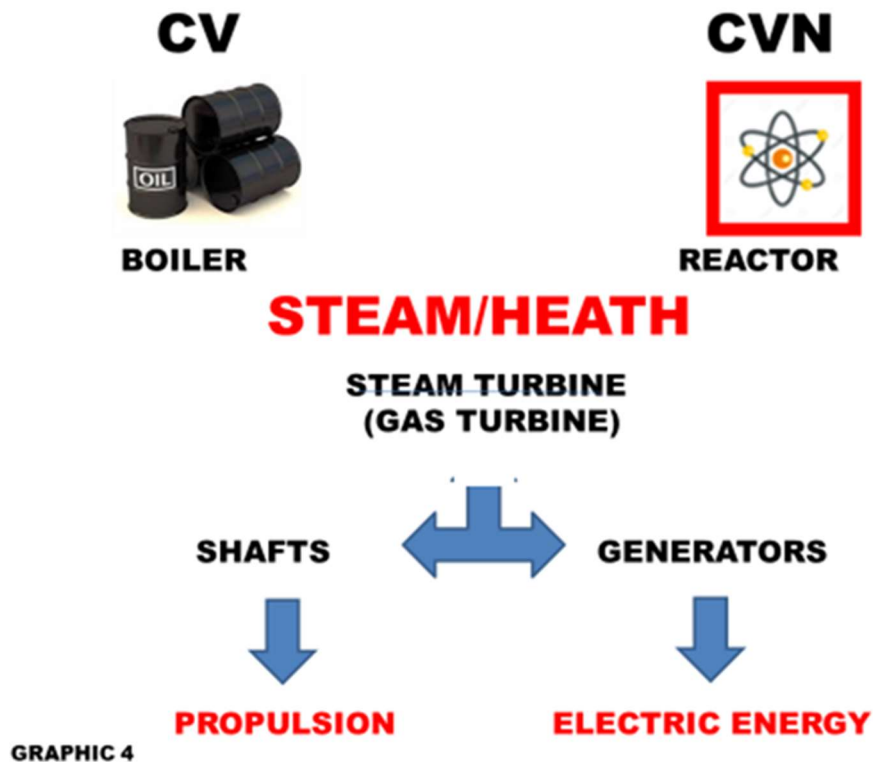 CV
CVN
OIL
BOILER
REACTOR
STEAM/HEATH
STEAM TURBINE
(GAS TURBINE)
SHAFTS
GENERATORS
PROPULSION
ELECTRIC ENERGY
GRAPHIC 4